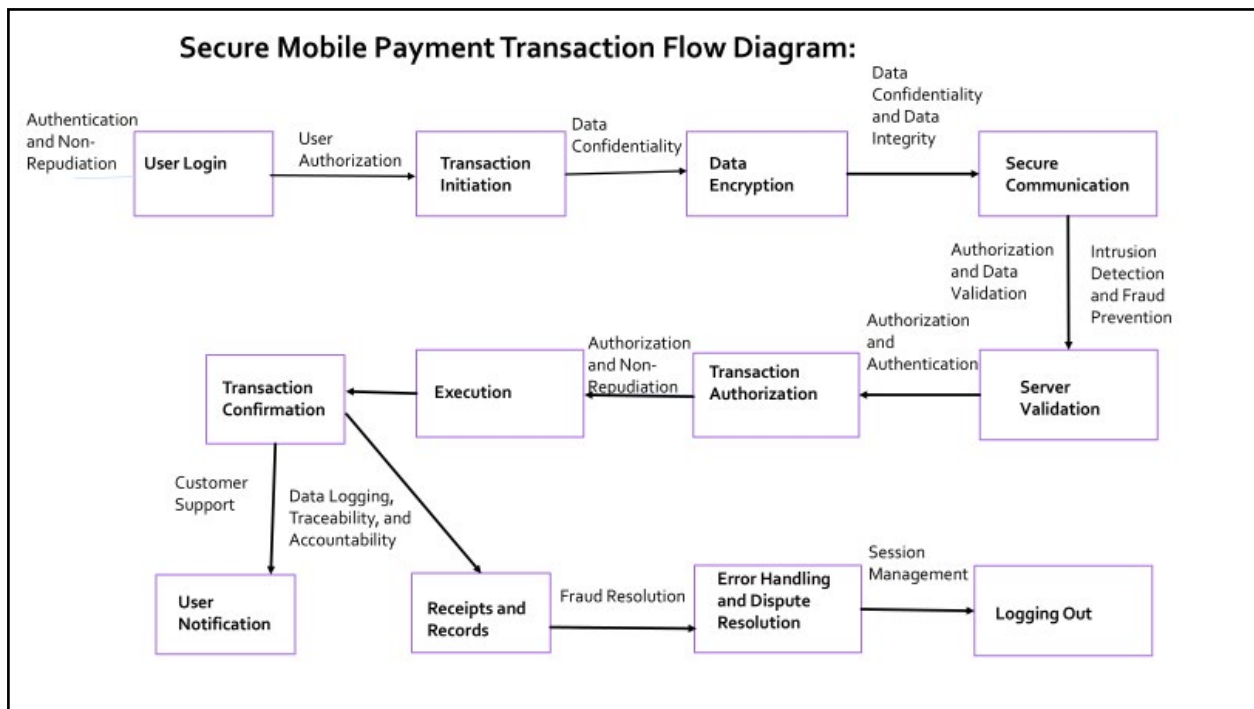 Secure Mobile Payment Transaction Flow Diagram:
Authentication
and Non-
Repudiation
User Login
User
Authorization
Transaction
Initiation
Data
Confidentiality
Data
Encryption
Data
Confidentiality
and Data
Integrity
Secure
Communication
Authorization
and Data
Validation
Intrusion
Detection
and Fraud
Prevention
Server
Validation
Authorization
and
Authentication
Transaction
Authorization
Authorization
and Non-
Repudiation
Execution
Transaction
Confirmation
Customer
Support
Data Logging,
Traceability, and
Accountability
User
Notification
Receipts and
Records
Fraud Resolution
Error Handling
and Dispute
Resolution
Session
Management
Logging Out